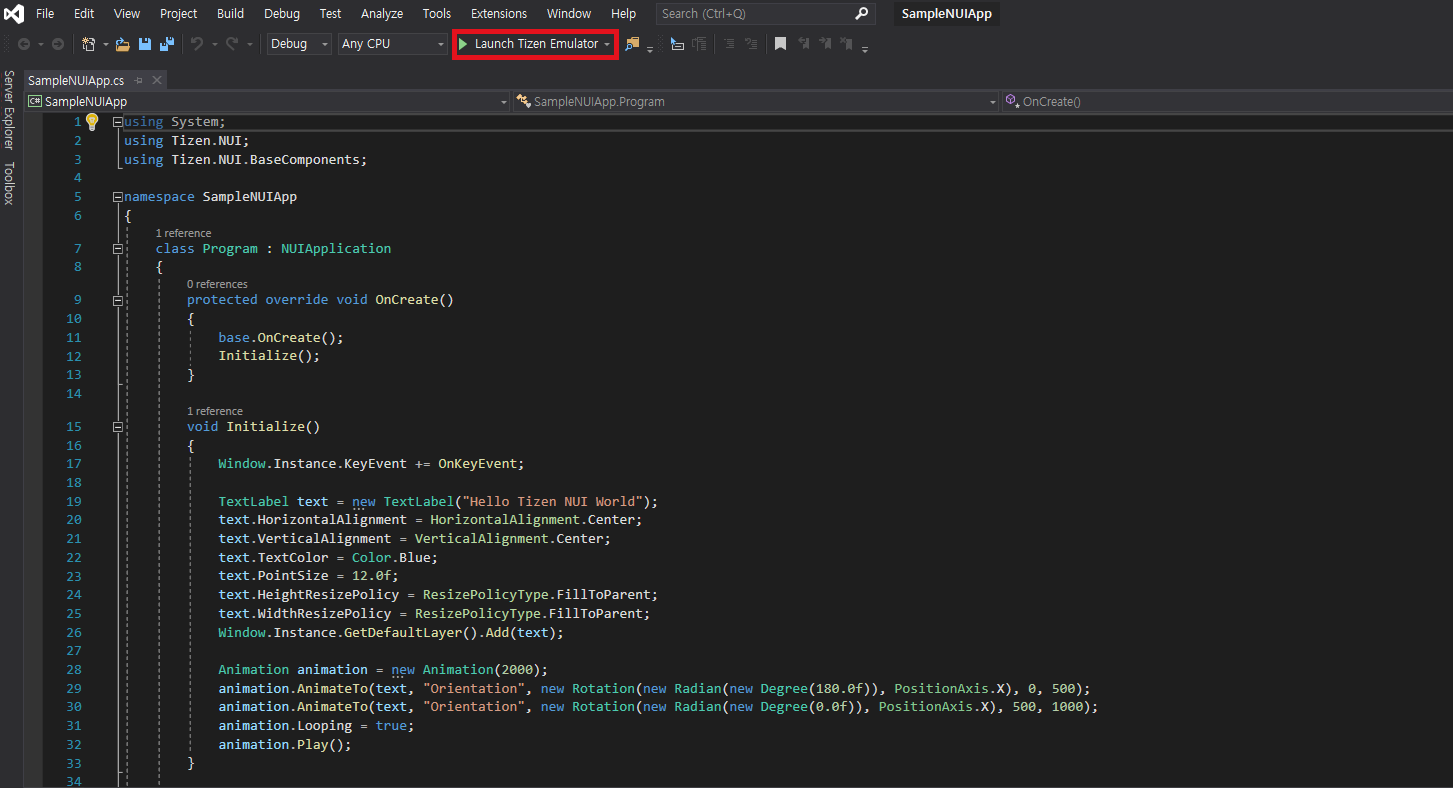 File Edit View Project Build Debug Test Analyze Tools Extensions Window Help Search (Ctrl+Q) SampleNUIApp
Debug Any CPU Launch Tizen Emulator
Server Explorer
Toolbox
SampleNUIApp.cs
C# SampleNUIApp SampleNUIApp.Program OnCreate()
1 using System;
2 using Tizen.NUI;
3 using Tizen.NUI.BaseComponents;
4
5 namespace SampleNUIApp
6 {
1 reference
7 class Program : NUIApplication
8 {
0 references
9 protected override void OnCreate()
10 {
11 base.OnCreate();
12 Initialize();
13 }
14
1 reference
15 void Initialize()
16 {
17 Window.Instance.KeyEvent += OnKeyEvent;
18
19 TextLabel text = new TextLabel("Hello Tizen NUI World");
20 text.HorizontalAlignment = HorizontalAlignment.Center;
21 text.VerticalAlignment = VerticalAlignment.Center;
22 text.TextColor = Color.Blue;
23 text.PointSize = 12.0f;
24 text.HeightResizePolicy = ResizePolicyType.FillToParent;
25 text.WidthResizePolicy = ResizePolicyType.FillToParent;
26 Window.Instance.GetDefaultLayer().Add(text);
27
28 Animation animation = new Animation(2000);
29 animation.AnimateTo(text, "Orientation", new Rotation(new Radian(new Degree(180.0f)), PositionAxis.X), 0, 500);
30 animation.AnimateTo(text, "Orientation", new Rotation(new Radian(new Degree(0.0f)), PositionAxis.X), 500, 1000);
31 animation.Looping = true;
32 animation.Play();
33 }
34